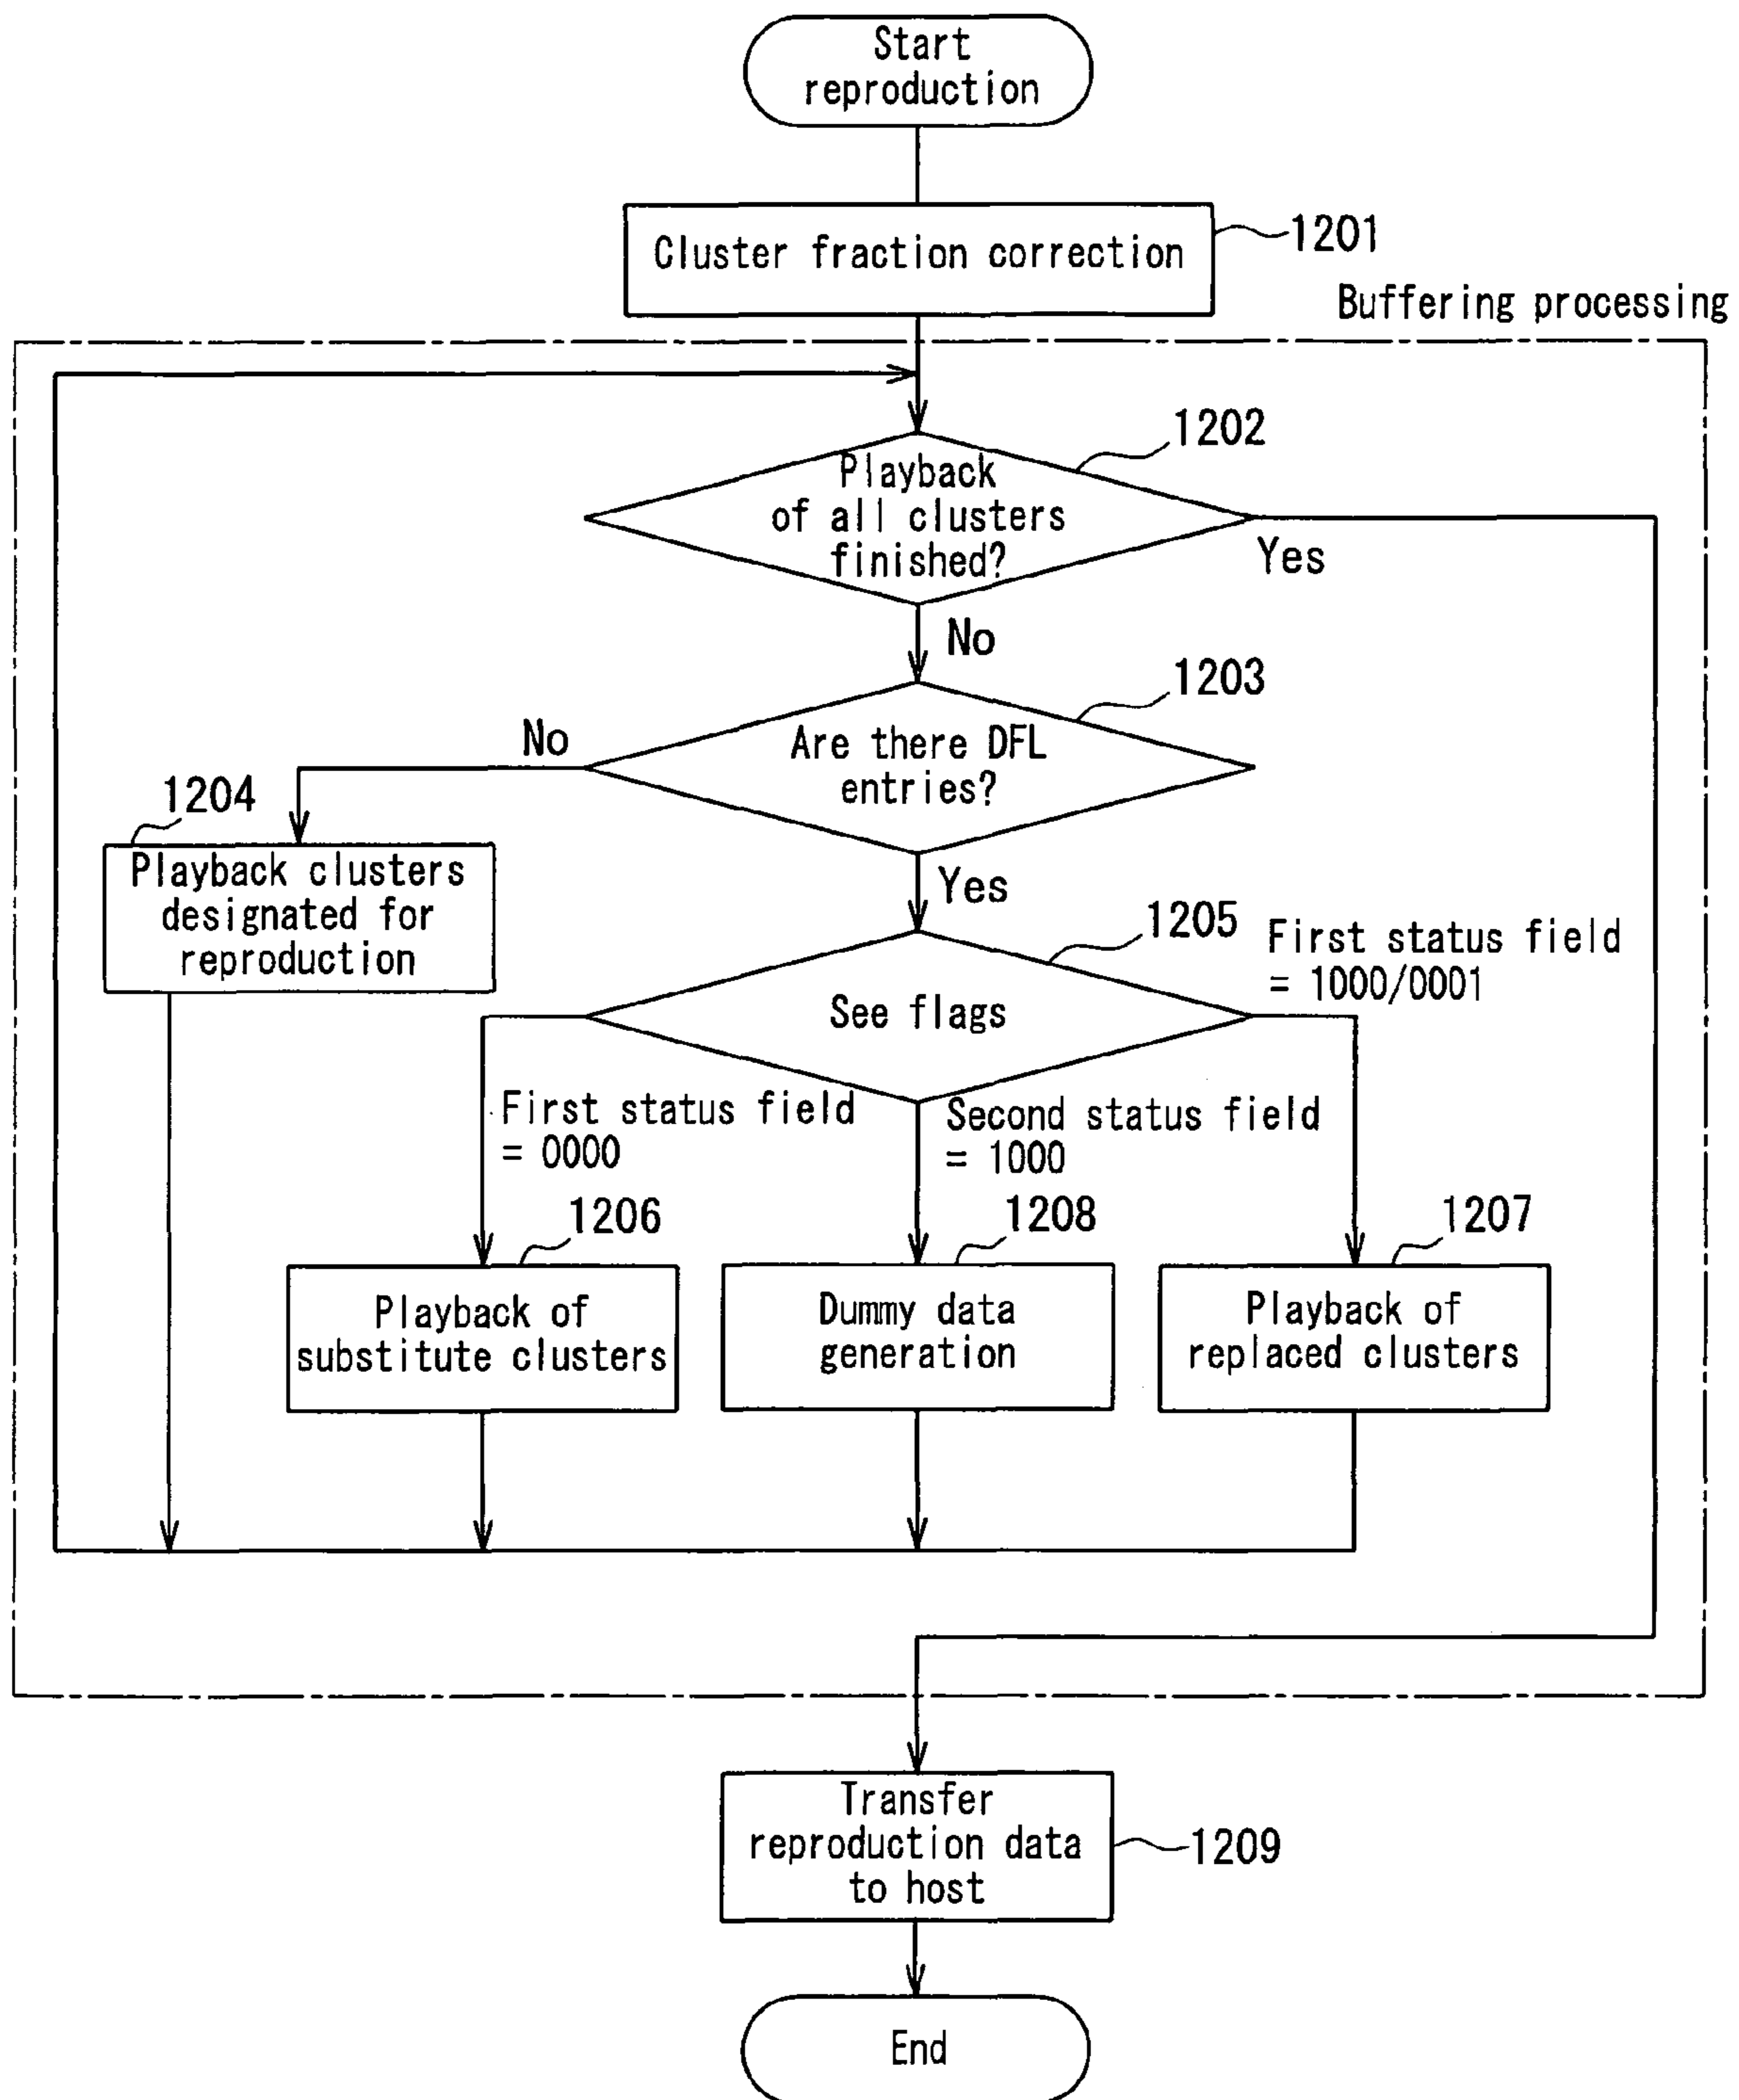 Start
reproduction
Cluster fraction correction
1201
Buffering processing
1202
Playback
of all clusters
finished?
Yes
No
1203
Are there DFL
entries?
No
1204
Playback clusters
designated for
reproduction
Yes
1205
First status field
= 1000/0001
See flags
First status field
= 0000
Second status field
= 1000
1206
1208
1207
Playback of
substitute clusters
Dummy data
generation
Playback of
replaced clusters
Transfer
reproduction data
to host
1209
End